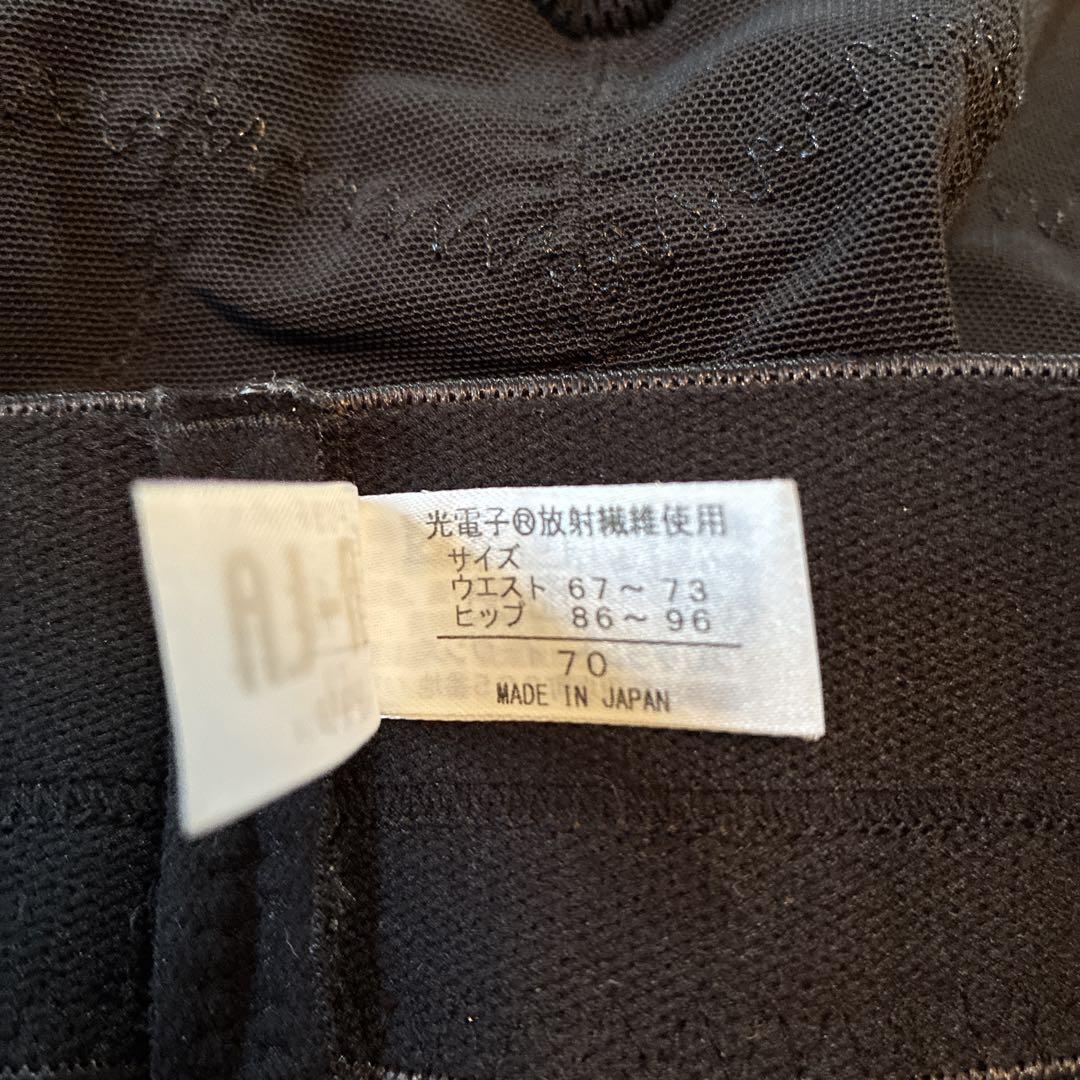 光電子®放射繊維使用
サイズ
ウエスト 67〜73
ヒップ 86〜96
70
MADE IN JAPAN